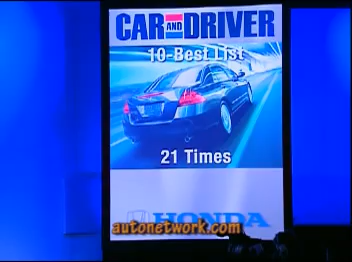 CAR AND DRIVER
10-Best List
21 Times
HONDA
autonetwork.com